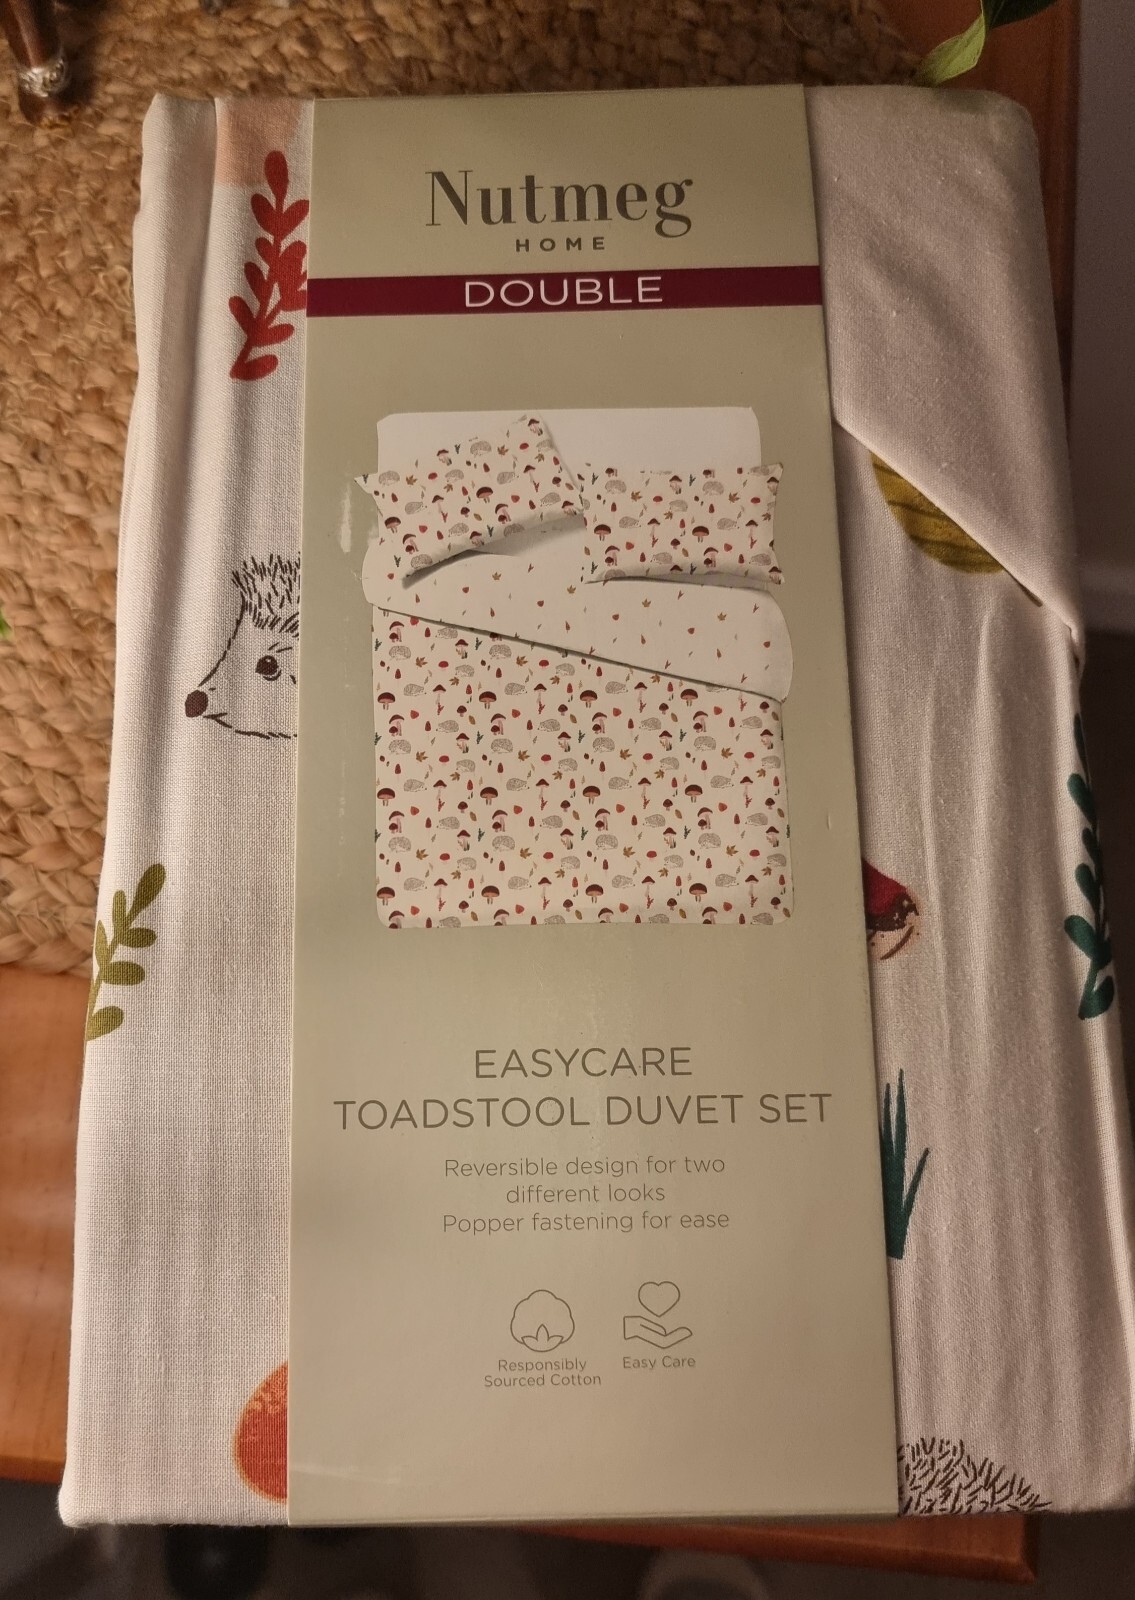 Nutmeg
HOME
DOUBLE
EASYCARE
TOADSTOOL DUVET SET
Reversible design for two
different looks
Popper fastening for ease
Responsibly
Sourced Cotton
Easy Care